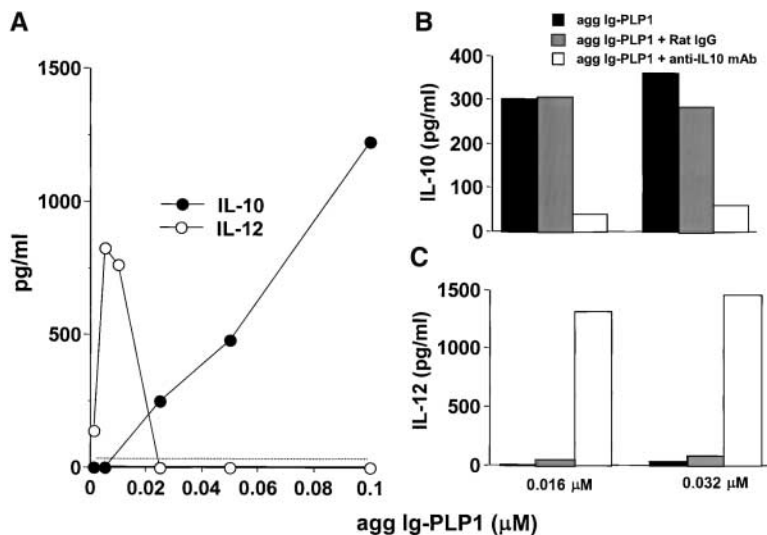 A
1500
1000
500
0
pg/ml
IL-10
IL-12
0 0.02 0.04 0.06 0.08 0.1
agg Ig-PLP1 (μM)
B
agg Ig-PLP1
agg Ig-PLP1 + Rat IgG
agg Ig-PLP1 + anti-IL10 mAb
400
300
200
100
0
IL-10 (pg/ml)
C
1500
1000
500
0
IL-12 (pg/ml)
0.016 μM 0.032 μM